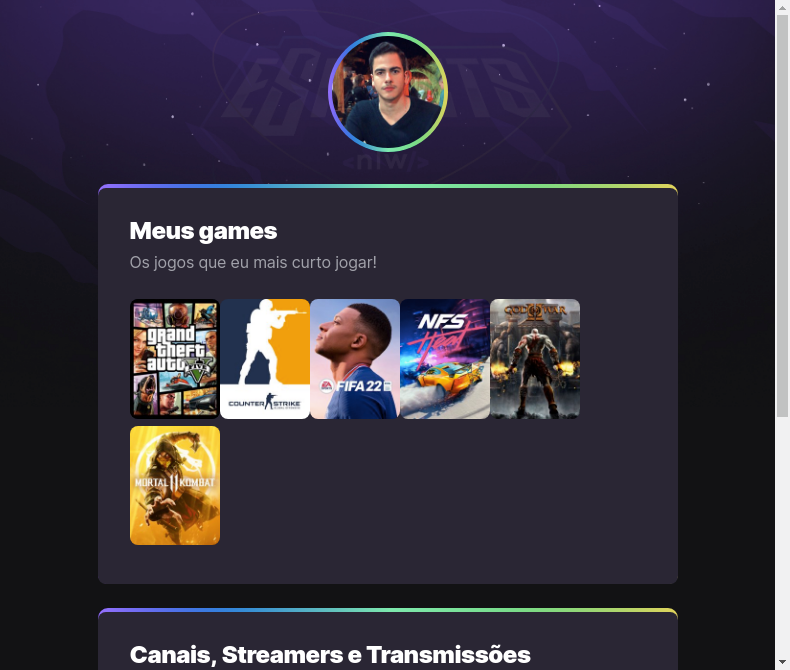 ESPORTS
<nlw/>
Meus games
Os jogos que eu mais curto jogar!
grand
theft
auto
V
FIFA 22
NFS
Heat
GOD OF WAR
II
COUNTER STRIKE
MORTAL 11 KOMBAT
Canais, Streamers e Transmissões